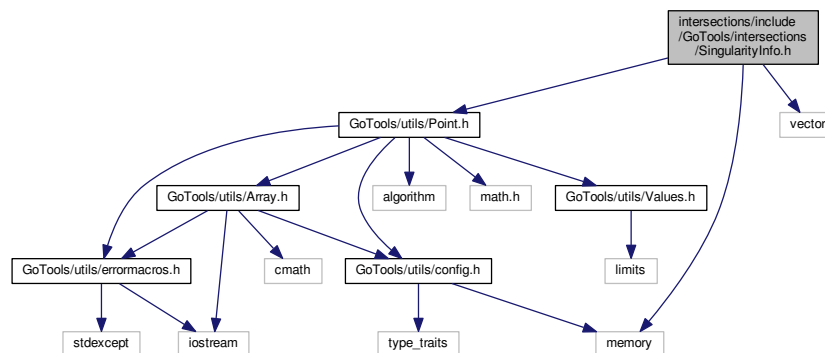 intersections/include
/GoTools/intersections
/SingularityInfo.h
GoTools/utils/Point.h
vector
GoTools/utils/Array.h
algorithm
math.h
GoTools/utils/Values.h
GoTools/utils/errormacros.h
cmath
GoTools/utils/config.h
limits
stdexcept
iostream
type_traits
memory